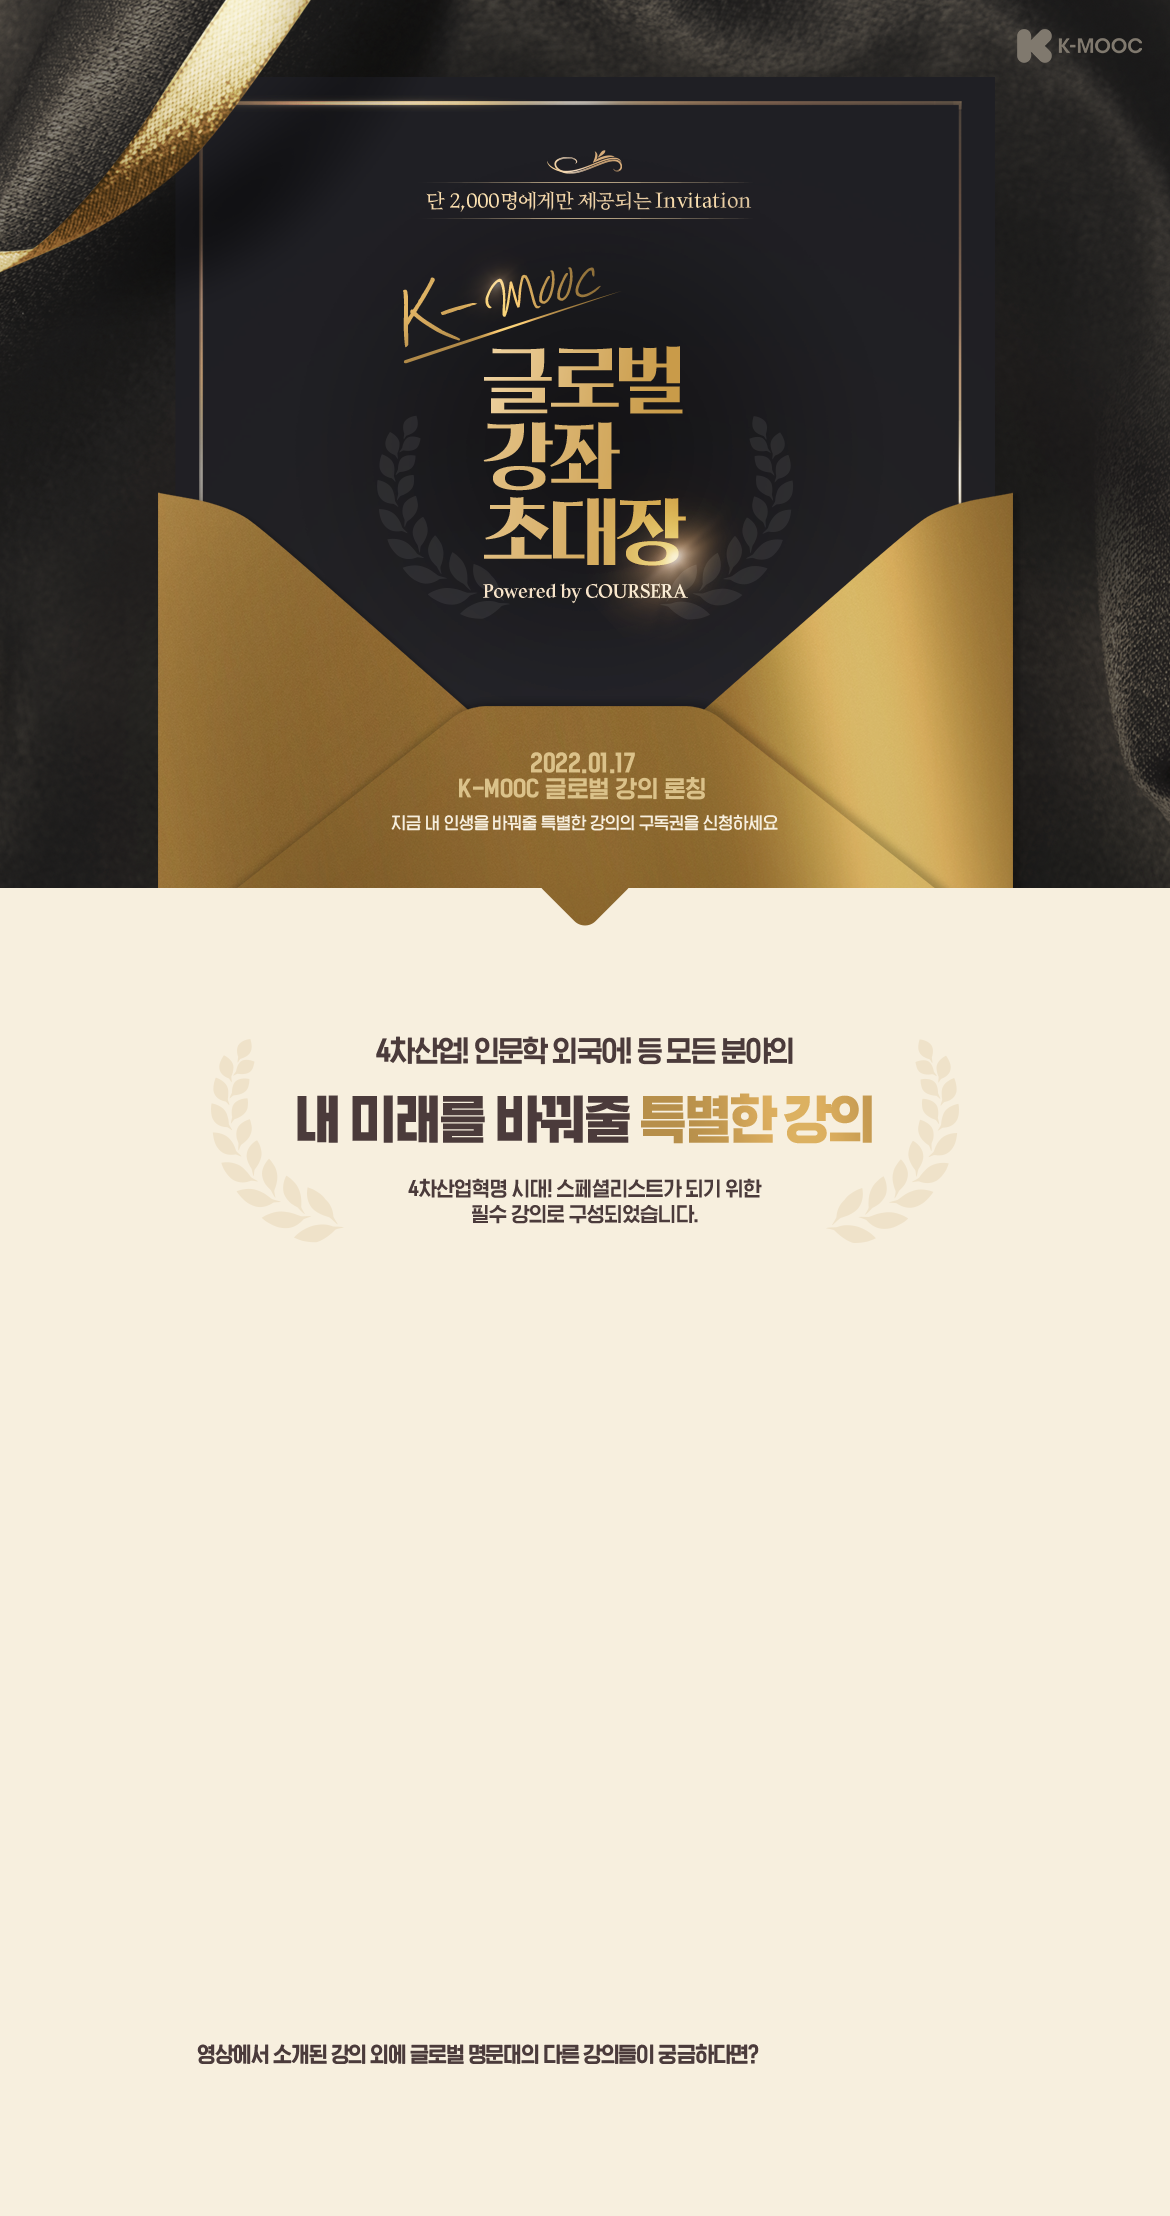 K-MOOC
단 2,000명에게만 제공되는 Invitation
K-MOOC
글로벌
강좌
초대장
Powered by COURSERA
2022.01.17
K-MOOC 글로벌 강의 론칭
지금 내 인생을 바꿔줄 특별한 강의의 구독권을 신청하세요
4차산업! 인문학! 외국어! 등 모든 분야의
내 미래를 바꿔줄 특별한 강의
4차산업혁명 시대! 스페셜리스트가 되기 위한
필수 강의로 구성되었습니다.
영상에서 소개된 강의 외에 글로벌 명문대의 다른 강의들이 궁금하다면?